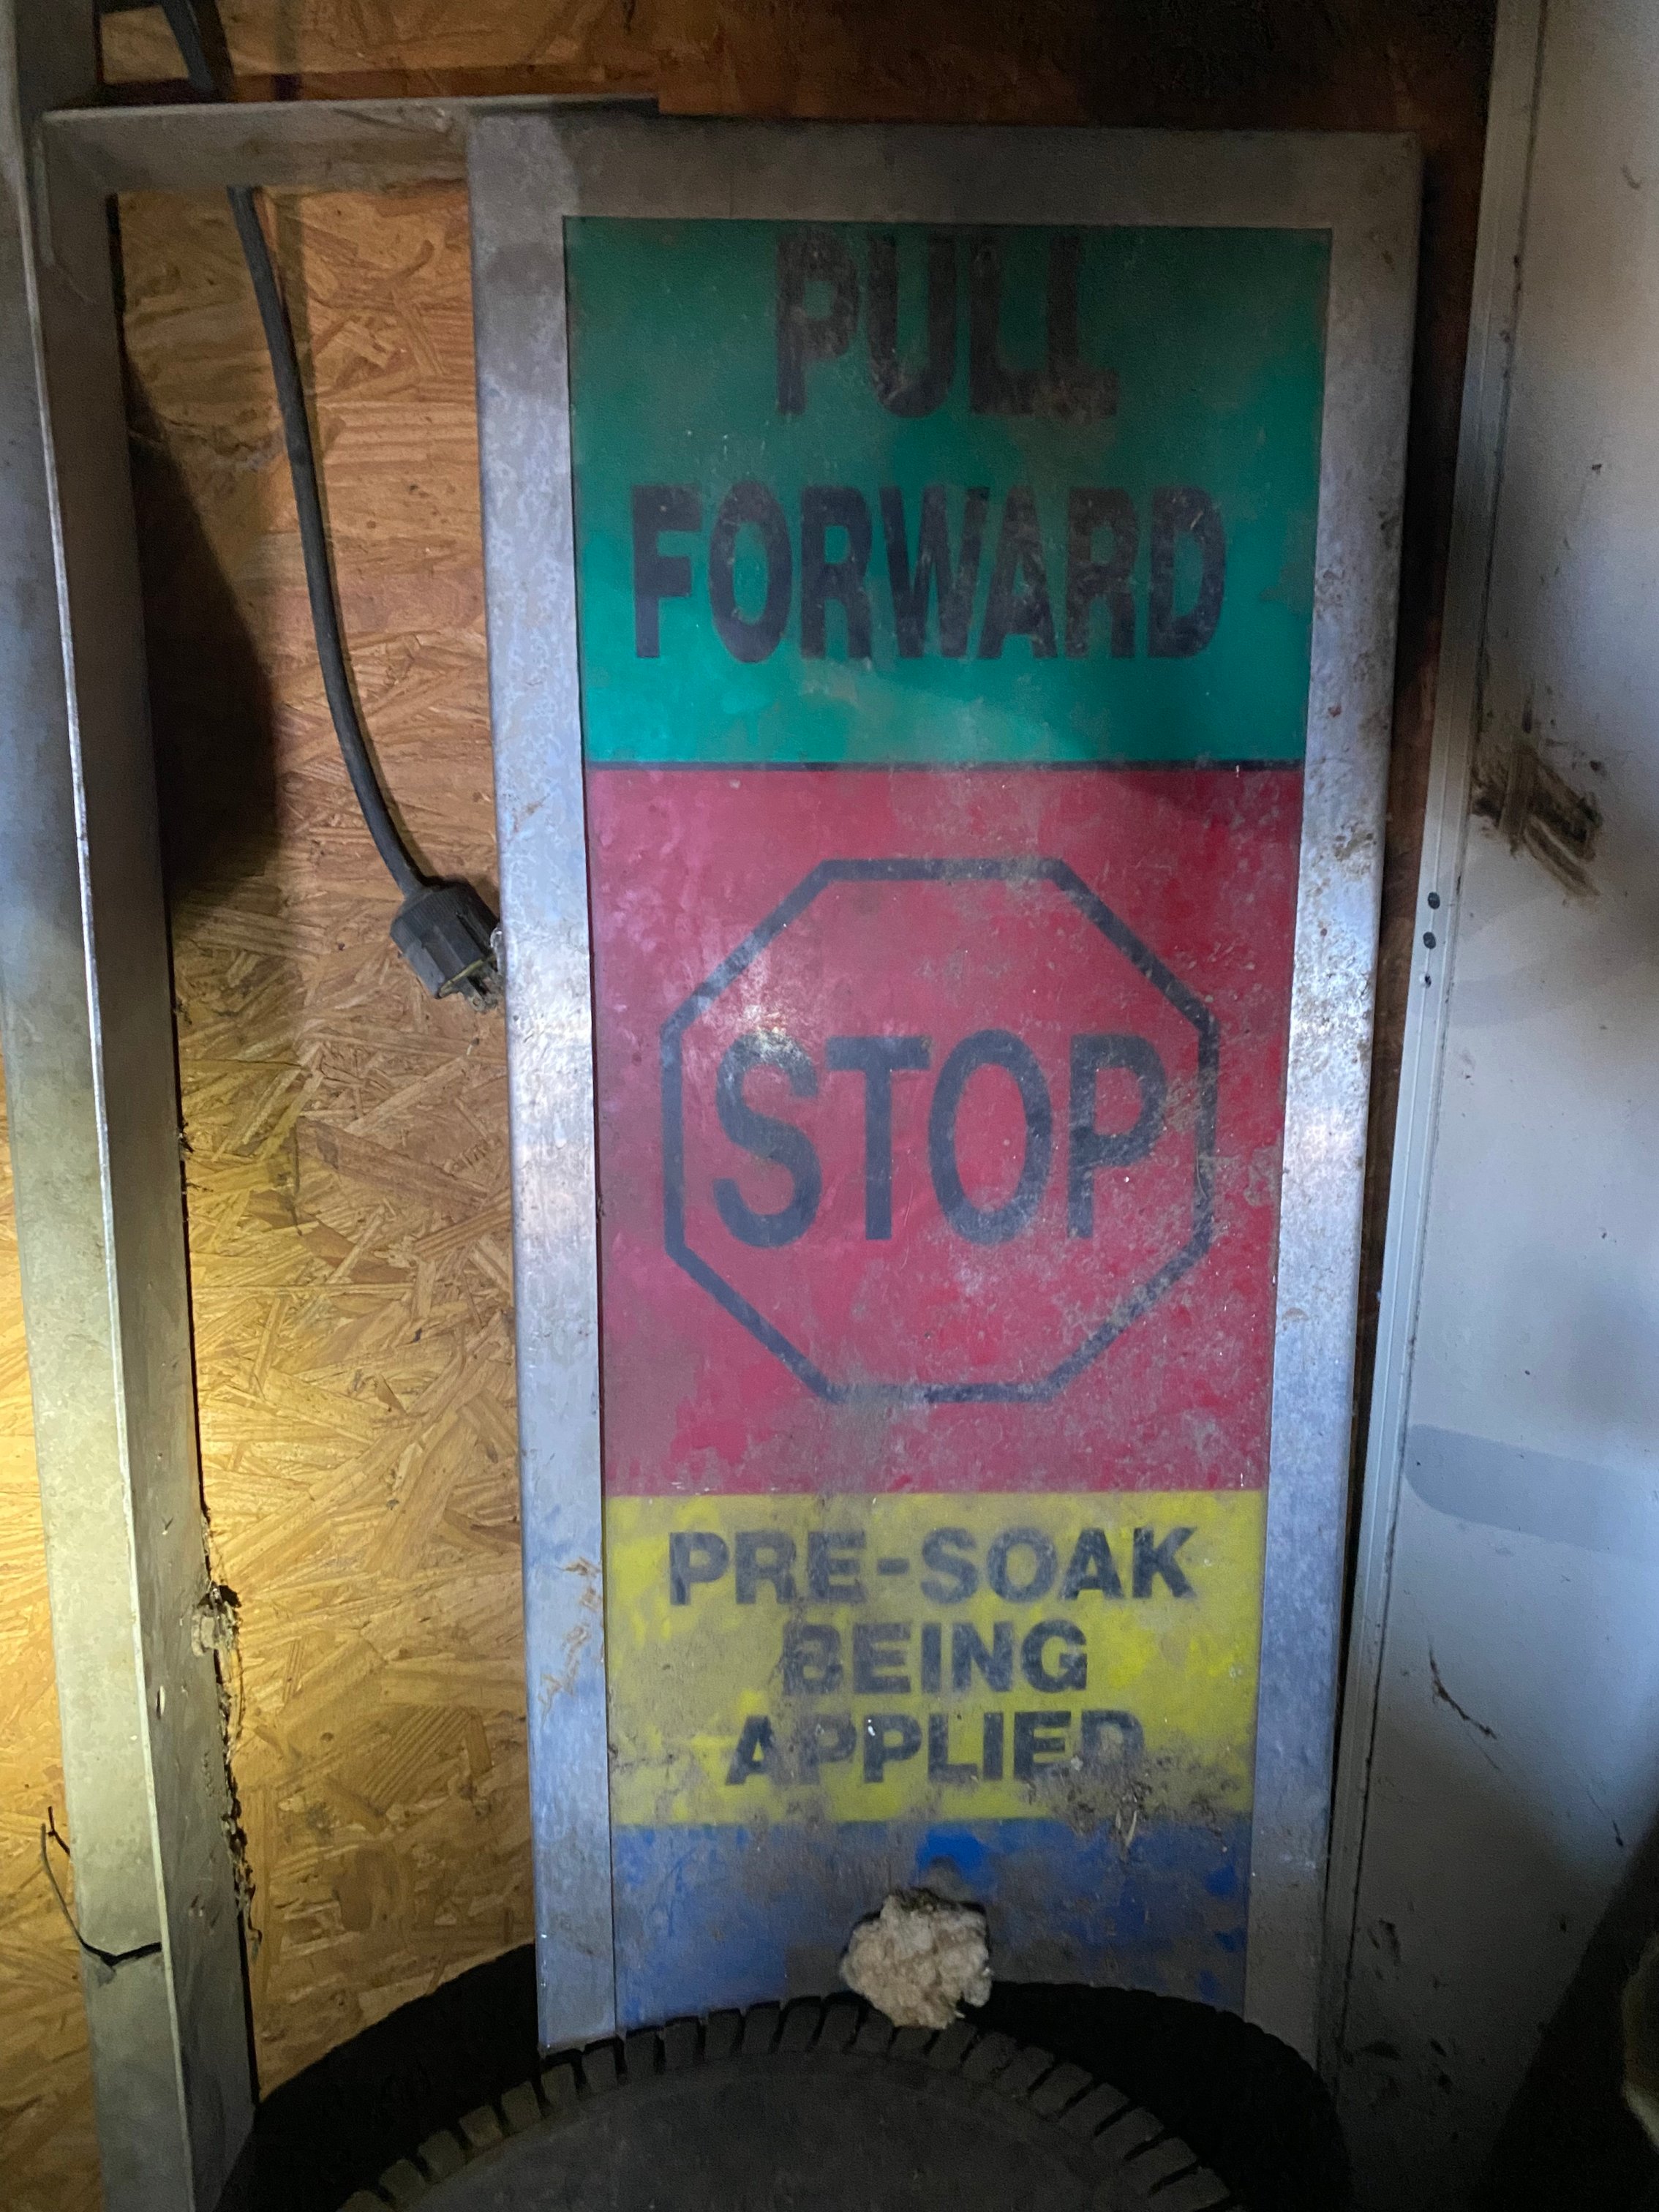 PULL
FORWARD
STOP
PRE-SOAK
BEING
APPLIED